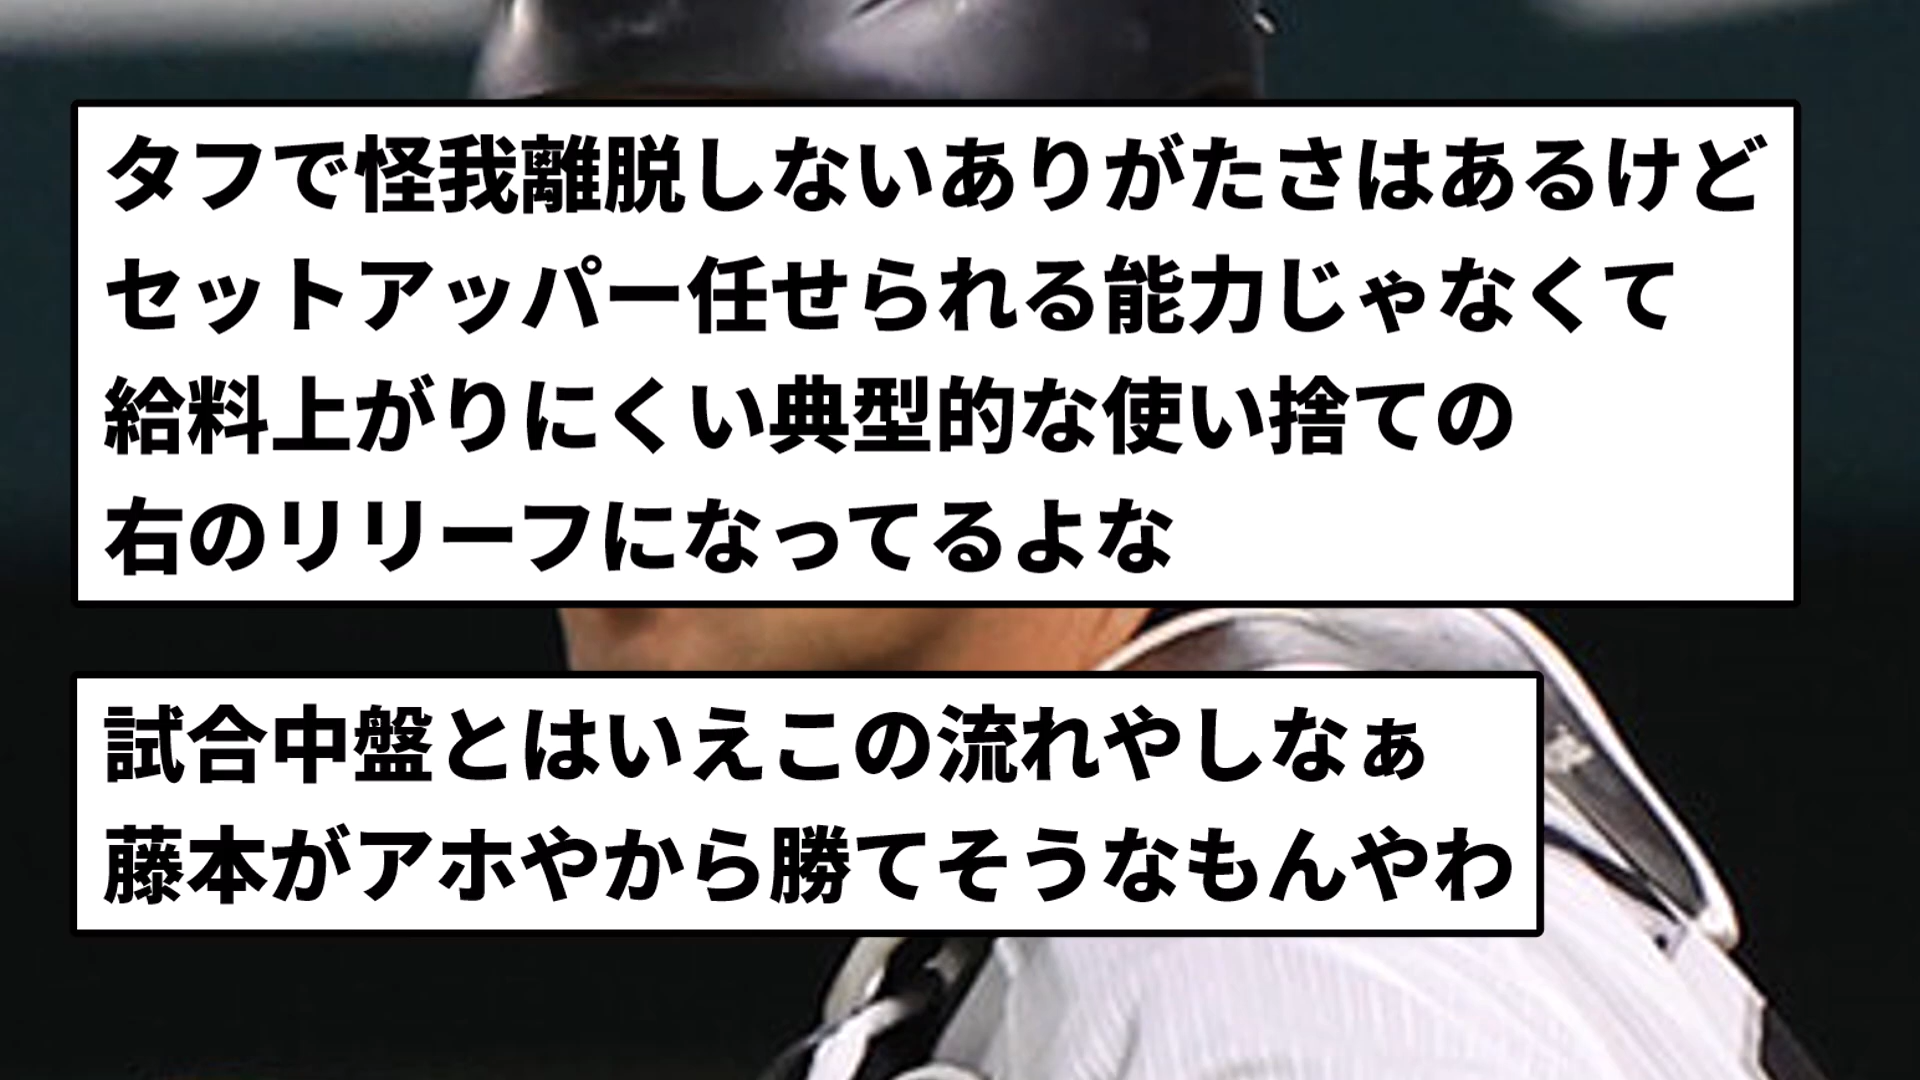 タフで怪我離脱しないありがたさはあるけど
セットアッパー任せられる能力じゃなくて
給料上がりにくい典型的な使い捨ての
右のリリーフになってるよな
試合中盤とはいえこの流れやしなぁ
藤本がアホやから勝てそうなもんやわ